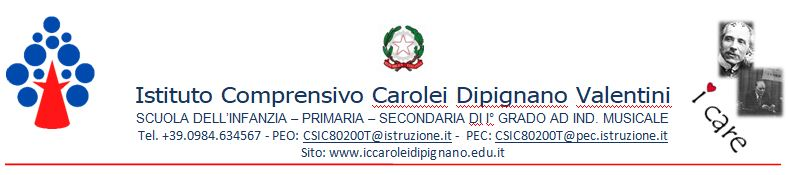 Istituto Comprensivo Carolei Dipignano Valentini
SCUOLA DELL'INFANZIA – PRIMARIA – SECONDARIA DI I° GRADO AD IND. MUSICALE
Tel. +39.0984.634567 - PEO: CSIC80200T@istruzione.it - PEC: CSIC80200T@pec.istruzione.it
Sito: www.iccaroleidipignano.edu.it
i care